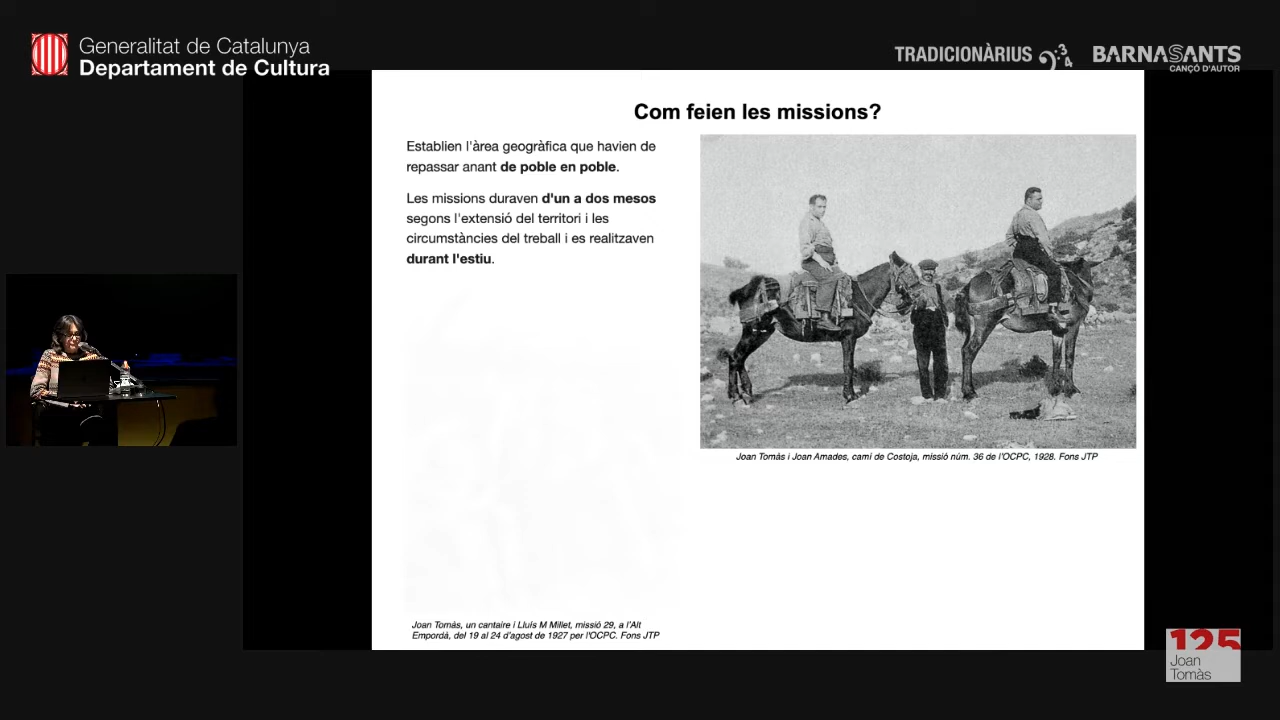 Generalitat de Catalunya
Departament de Cultura
TRADICIONÀRIUS
BARNASANTS
CANÇÓ D'AUTOR
Com feien les missions?
Establien l'àrea geogràfica que havien de
repassar anant de poble en poble.
Les missions duraven d'un a dos mesos
segons l'extensió del territori i les
circumstàncies del treball i es realitzaven
durant l'estiu.
Joan Tomàs i Joan Amades, camí de Costoja, missió núm. 36 de l'OCPC, 1928. Fons JTP
Joan Tomàs, un cantaire i Lluís M Millet, missió 29, a l'Alt
Empordà, del 19 al 24 d'agost de 1927 per l'OCPC. Fons JTP
125
Joan
Tomàs